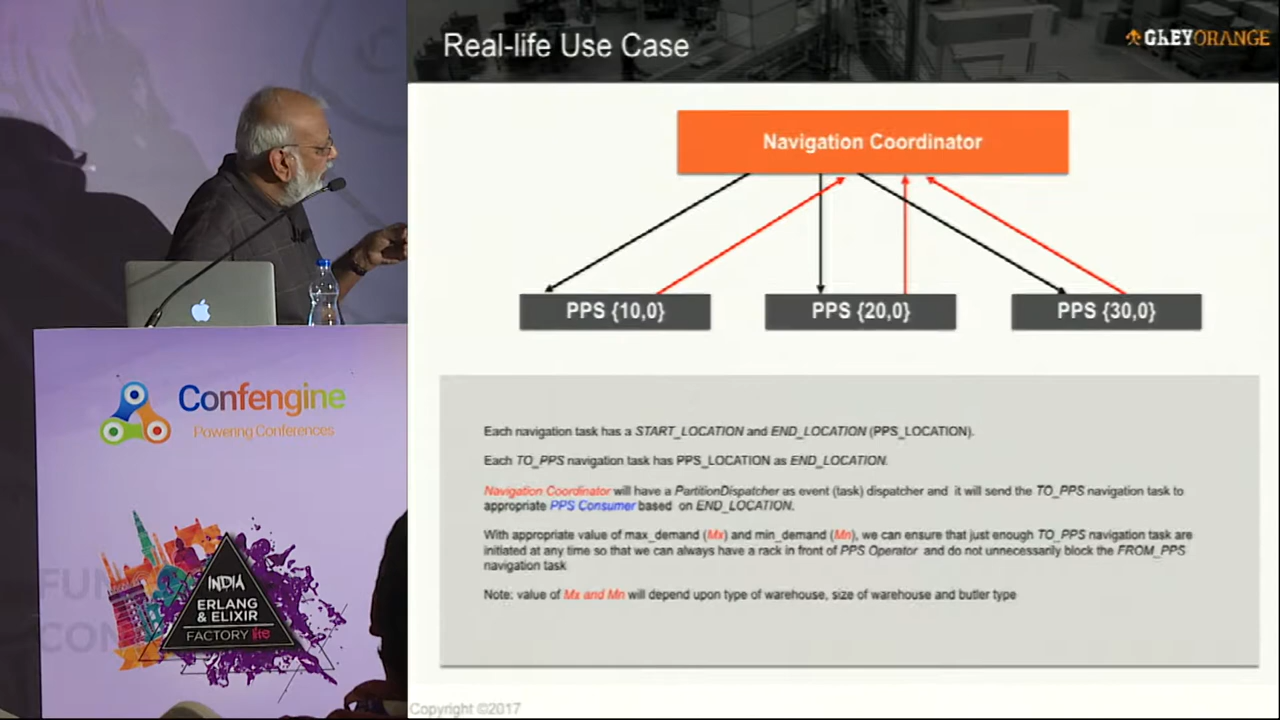 Real-life Use Case
GREYORANGE
Navigation Coordinator
PPS {10,0}
PPS {20,0}
PPS {30,0}
Each navigation task has a START_LOCATION and END_LOCATION (PPS_LOCATION).
Each TO_PPS navigation task has PPS_LOCATION as END_LOCATION.
Navigation Coordinator will have a PartitionDispatcher as event (task) dispatcher and it will send the TO_PPS navigation task to
appropriate PPS Consumer based on END_LOCATION.
With appropriate value of max_demand (Mx) and min_demand (Mn), we can ensure that just enough TO_PPS navigation task are
initiated at any time so that we can always have a rack in front of PPS Operator and do not unnecessarily block the FROM_PPS
navigation task
Note: value of Mx and Mn will depend upon type of warehouse, size of warehouse and butler type
Copyright ©2017
Confengine
Powering Conferences
INDIA
ERLANG
& ELIXIR
FACTORY lite